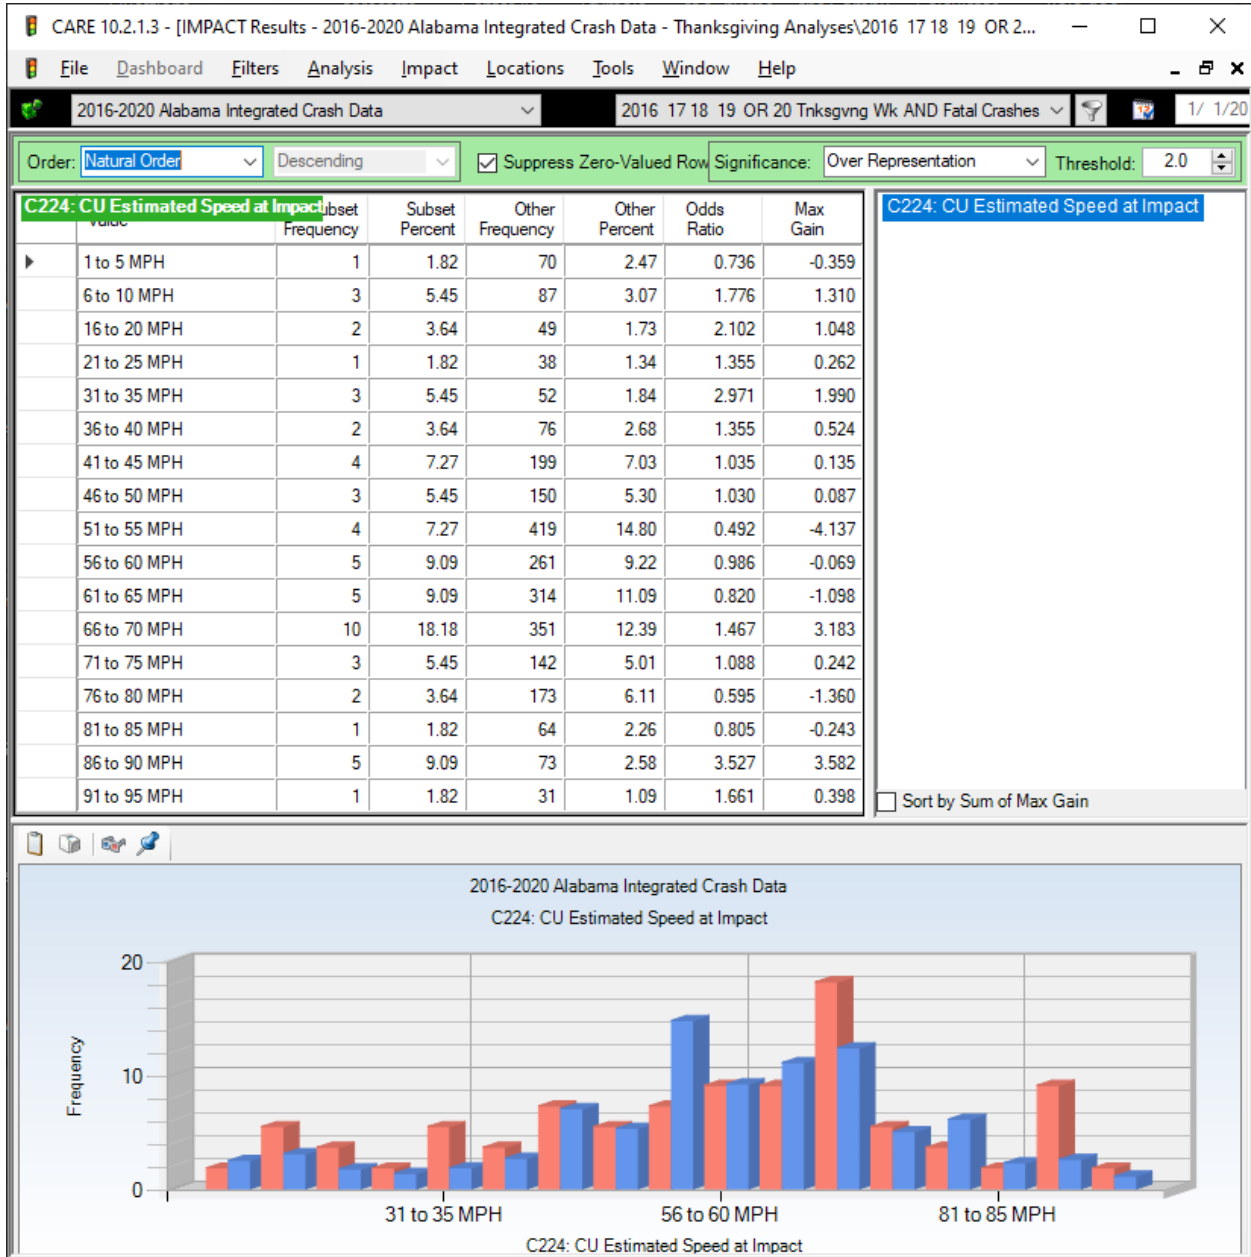 CARE 10.2.1.3 - [IMPACT Results - 2016-2020 Alabama Integrated Crash Data - Thanksgiving Analyses\2016 17 18 19 OR 2...
File Dashboard Filters Analysis Impact Locations Tools Window Help
2016-2020 Alabama Integrated Crash Data 2016 17 18 19 OR 20 Tnksgvng Wk AND Fatal Crashes 1/ 1/20
Order: Natural Order Descending Suppress Zero-Valued Row Significance: Over Representation Threshold: 2.0
C224: CU Estimated Speed at Impact
Frequency Subset Percent Other Frequency Other Percent Odds Ratio Max Gain
1 to 5 MPH 1 1.82 70 2.47 0.736 -0.359
6 to 10 MPH 3 5.45 87 3.07 1.776 1.310
16 to 20 MPH 2 3.64 49 1.73 2.102 1.048
21 to 25 MPH 1 1.82 38 1.34 1.355 0.262
31 to 35 MPH 3 5.45 52 1.84 2.971 1.990
36 to 40 MPH 2 3.64 76 2.68 1.355 0.524
41 to 45 MPH 4 7.27 199 7.03 1.035 0.135
46 to 50 MPH 3 5.45 150 5.30 1.030 0.087
51 to 55 MPH 4 7.27 419 14.80 0.492 -4.137
56 to 60 MPH 5 9.09 261 9.22 0.986 -0.069
61 to 65 MPH 5 9.09 314 11.09 0.820 -1.098
66 to 70 MPH 10 18.18 351 12.39 1.467 3.183
71 to 75 MPH 3 5.45 142 5.01 1.088 0.242
76 to 80 MPH 2 3.64 173 6.11 0.595 -1.360
81 to 85 MPH 1 1.82 64 2.26 0.805 -0.243
86 to 90 MPH 5 9.09 73 2.58 3.527 3.582
91 to 95 MPH 1 1.82 31 1.09 1.661 0.398
C224: CU Estimated Speed at Impact
Sort by Sum of Max Gain
2016-2020 Alabama Integrated Crash Data
C224: CU Estimated Speed at Impact
Frequency
20
10
0
31 to 35 MPH 56 to 60 MPH 81 to 85 MPH
C224: CU Estimated Speed at Impact